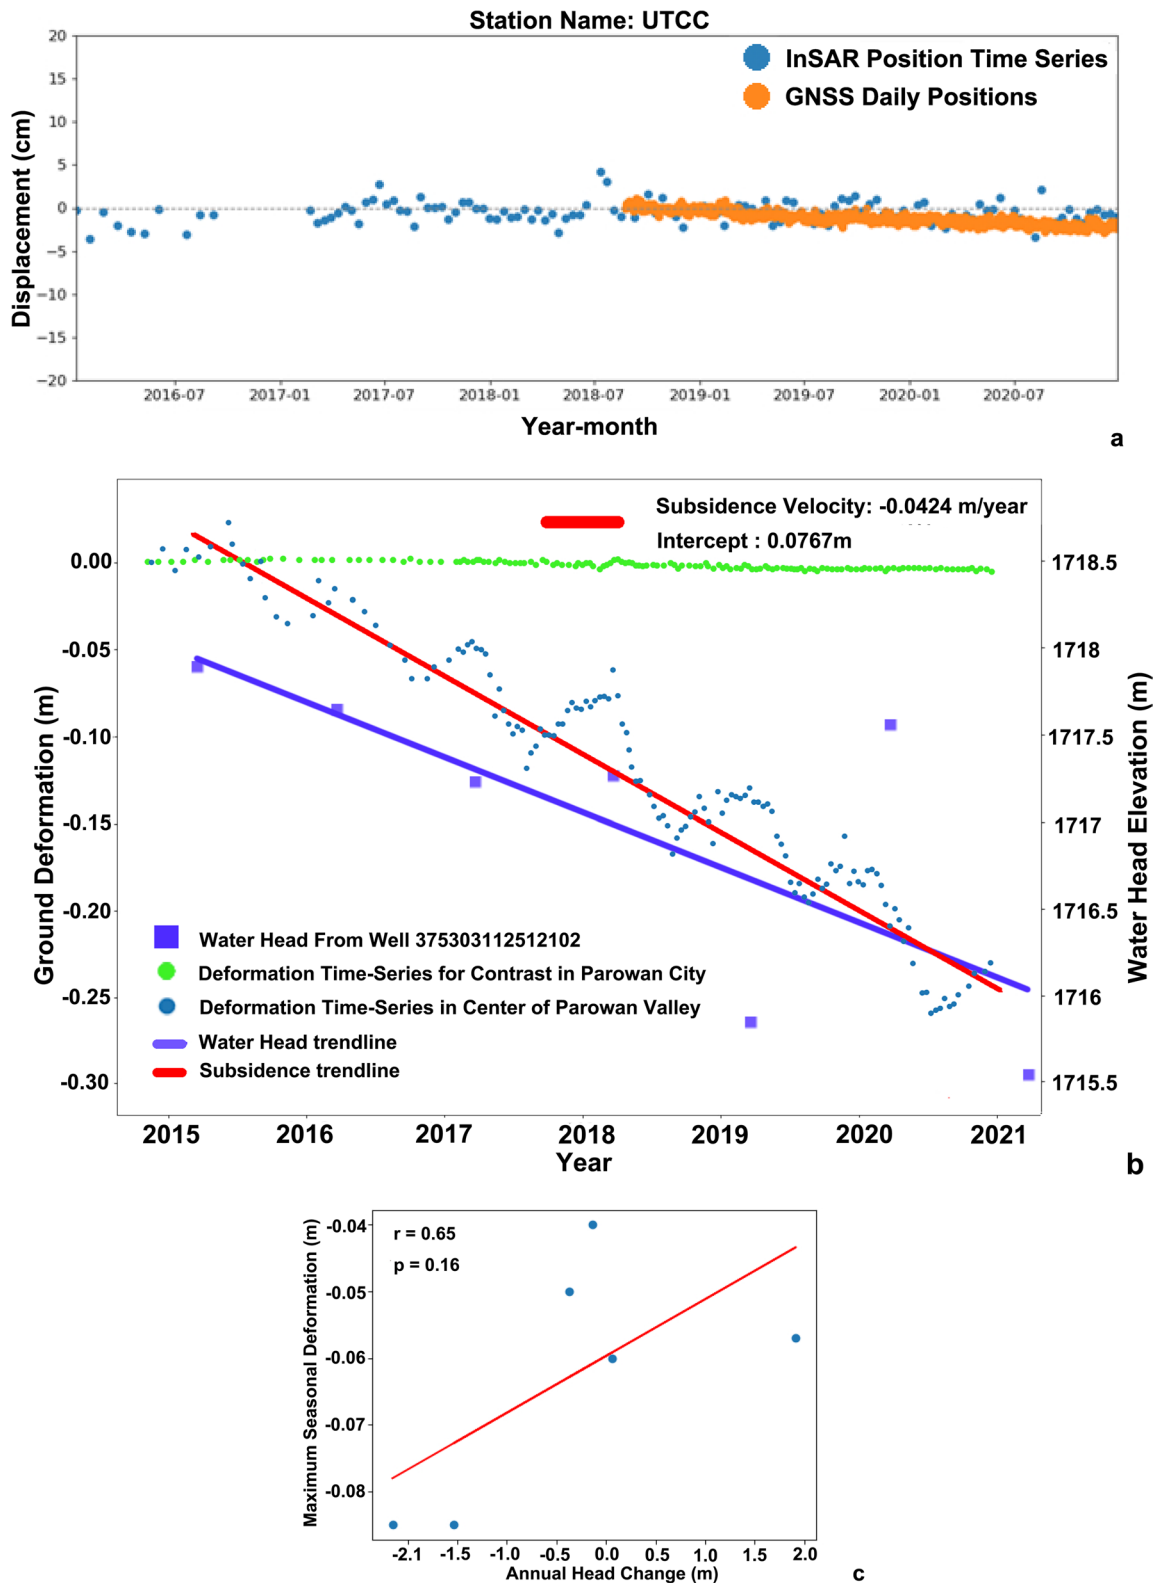 Station Name: UTCC
20
15
10
5
0
−5
−10
−15
−20
Displacement (cm)
InSAR Position Time Series
GNSS Daily Positions
2016-07 2017-01 2017-07 2018-01 2018-07 2019-01 2019-07 2020-01 2020-07
Year-month
a
Subsidence Velocity: -0.0424 m/year
Intercept : 0.0767m
0.00
-0.05
-0.10
-0.15
-0.20
-0.25
-0.30
Ground Deformation (m)
1718.5
1718
1717.5
1717
1716.5
1716
1715.5
Water Head Elevation (m)
Water Head From Well 375303112512102
Deformation Time-Series for Contrast in Parowan City
Deformation Time-Series in Center of Parowan Valley
Water Head trendline
Subsidence trendline
2015 2016 2017 2018 2019 2020 2021
Year
b
r = 0.65
p = 0.16
-0.04
-0.05
-0.06
-0.07
-0.08
Maximum Seasonal Deformation (m)
-2.1 -1.5 -1.0 -0.5 0.0 0.5 1.0 1.5 2.0
Annual Head Change (m)
c